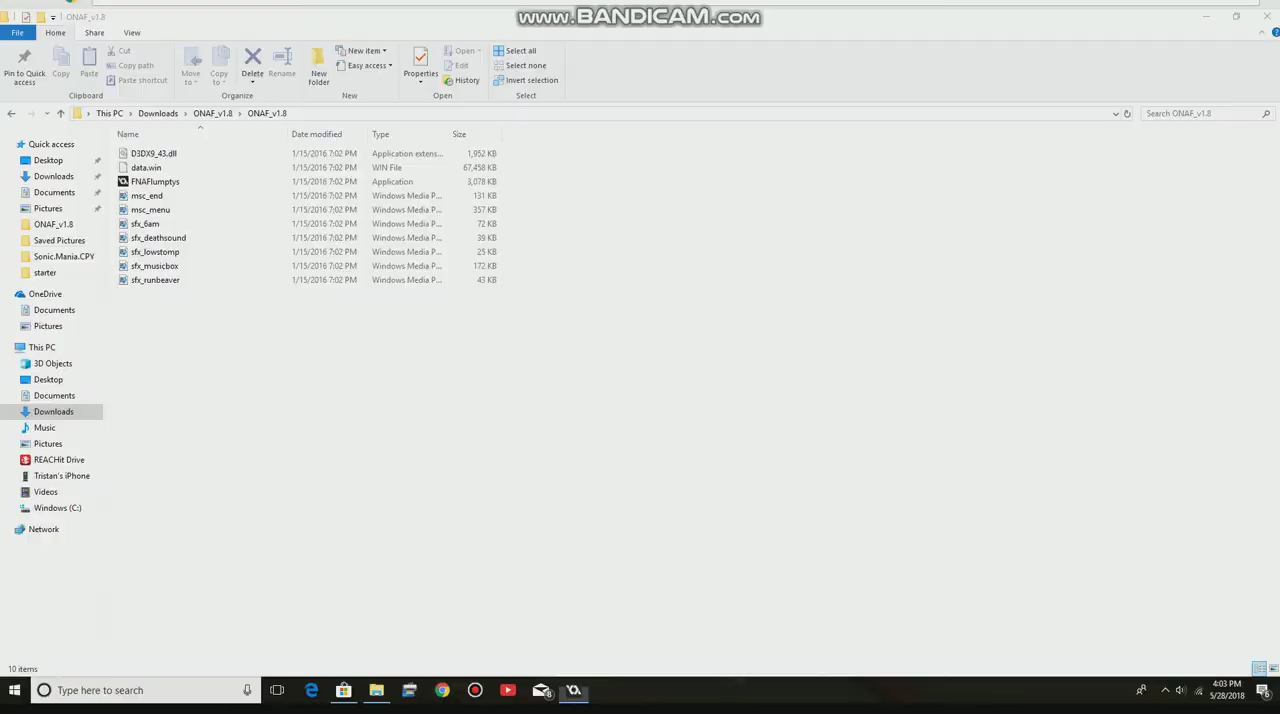 www.BANDICAM.com
ONAF_v1.8
File Home Share View
Pin to Quick access
Copy
Paste
Cut
Copy path
Paste shortcut
Clipboard
Move to
Copy to
Delete
Rename
Organize
New folder
New item
Easy access
New
Properties
Open
Edit
History
Open
Select all
Select none
Invert selection
Select
This PC > Downloads > ONAF_v1.8 > ONAF_v1.8
Search ONAF_v1.8
Name Date modified Type Size
D3DX9_43.dll 1/15/2016 7:02 PM Application extens... 1,952 KB
data.win 1/15/2016 7:02 PM WIN File 67,458 KB
FNAFlumptys 1/15/2016 7:02 PM Application 3,078 KB
msc_end 1/15/2016 7:02 PM Windows Media P... 131 KB
msc_menu 1/15/2016 7:02 PM Windows Media P... 357 KB
sfx_6am 1/15/2016 7:02 PM Windows Media P... 72 KB
sfx_deathsound 1/15/2016 7:02 PM Windows Media P... 39 KB
sfx_lowstomp 1/15/2016 7:02 PM Windows Media P... 25 KB
sfx_musicbox 1/15/2016 7:02 PM Windows Media P... 172 KB
sfx_runbeaver 1/15/2016 7:02 PM Windows Media P... 43 KB
Quick access
Desktop
Downloads
Documents
Pictures
ONAF_v1.8
Saved Pictures
Sonic.Mania.CPY
starter
OneDrive
Documents
Pictures
This PC
3D Objects
Desktop
Documents
Downloads
Music
Pictures
REACHit Drive
Tristan's iPhone
Videos
Windows (C:)
Network
10 items
Type here to search
8
4:03 PM
5/28/2018
6